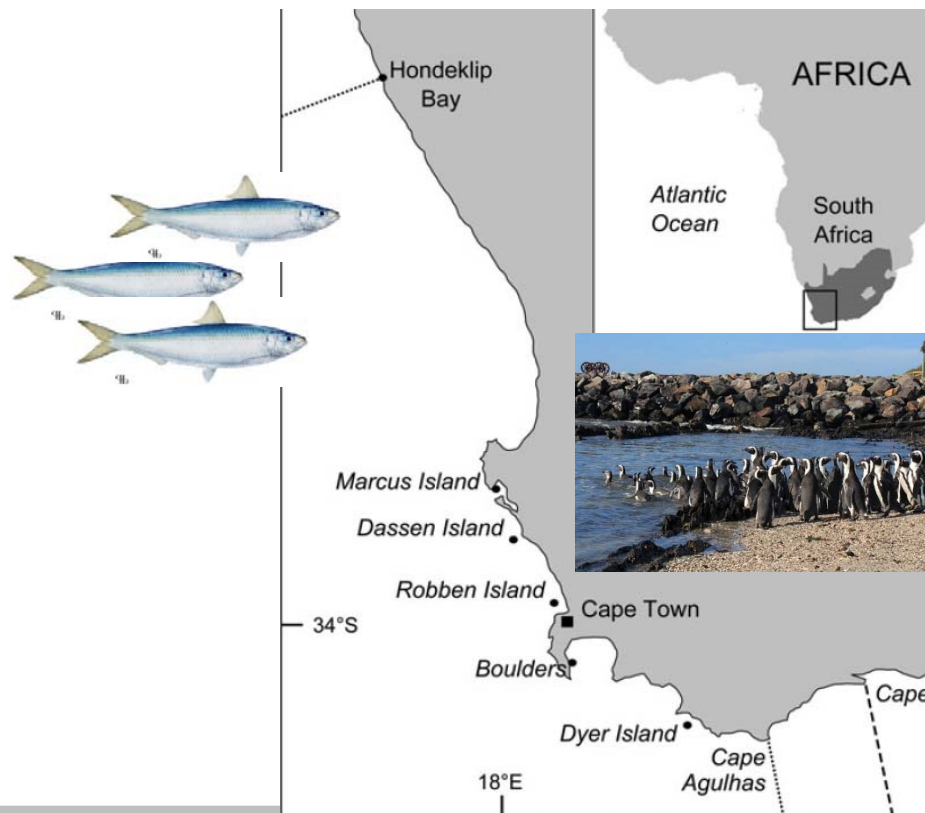 Hondeklip
Bay
AFRICA
Atlantic
Ocean
South
Africa
Marcus Island
Dassen Island
Robben Island
Cape Town
34°S
Boulders
Dyer Island
Cape
Cape
Agulhas
18°E